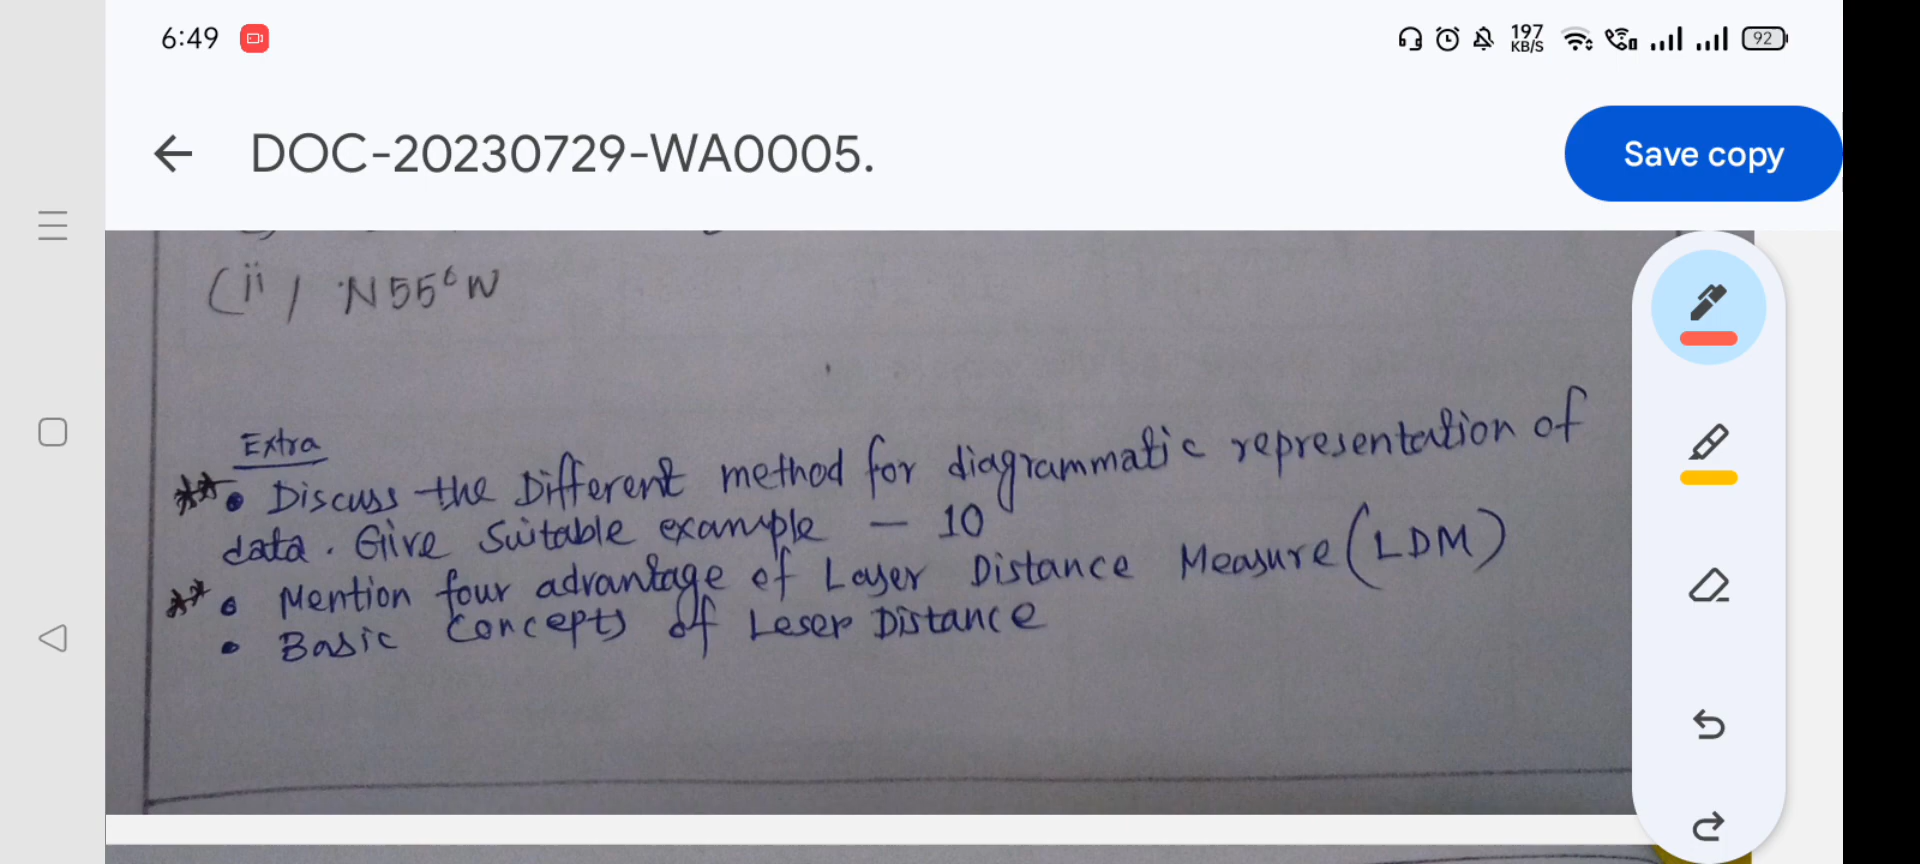 6:49
197
KB/S
92
DOC-20230729-WA0005.
Save copy
(ii) N55°W
Extra
Discuss the Different method for diagrammatic representation of
data. Give Suitable example — 10
Mention four advantage of Layer Distance Measure (LDM)
Basic Concepts of Leser Distance